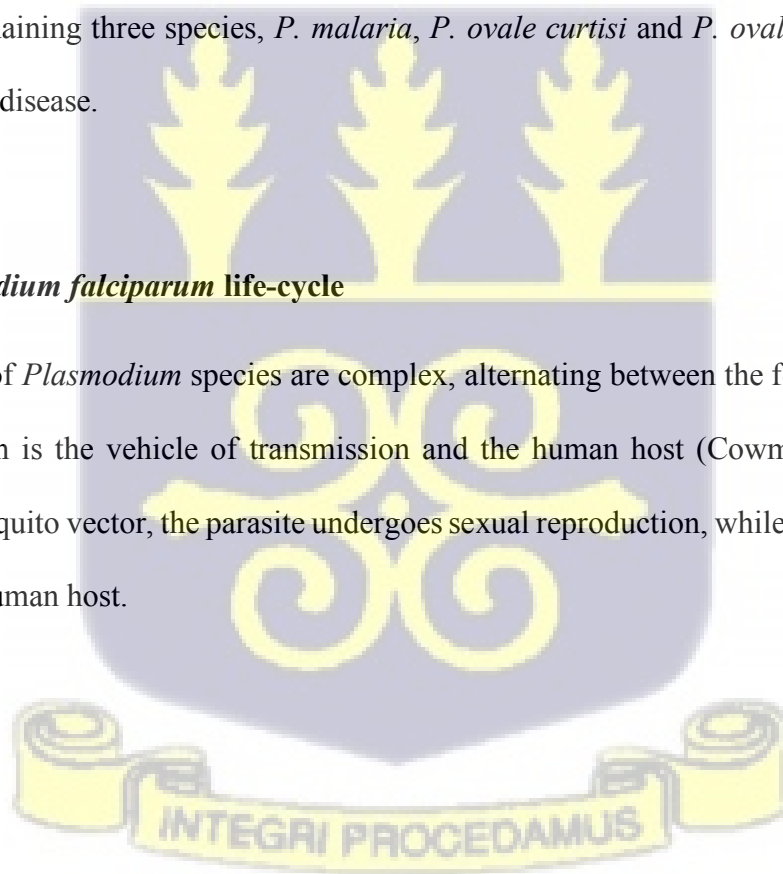 aining three species, P. malaria, P. ovale curtisi and P. oval
disease.
dium falciparum life-cycle
of Plasmodium species are complex, alternating between the f
n is the vehicle of transmission and the human host (Cowm
quito vector, the parasite undergoes sexual reproduction, while
uman host.
INTEGRI PROCEDAMUS